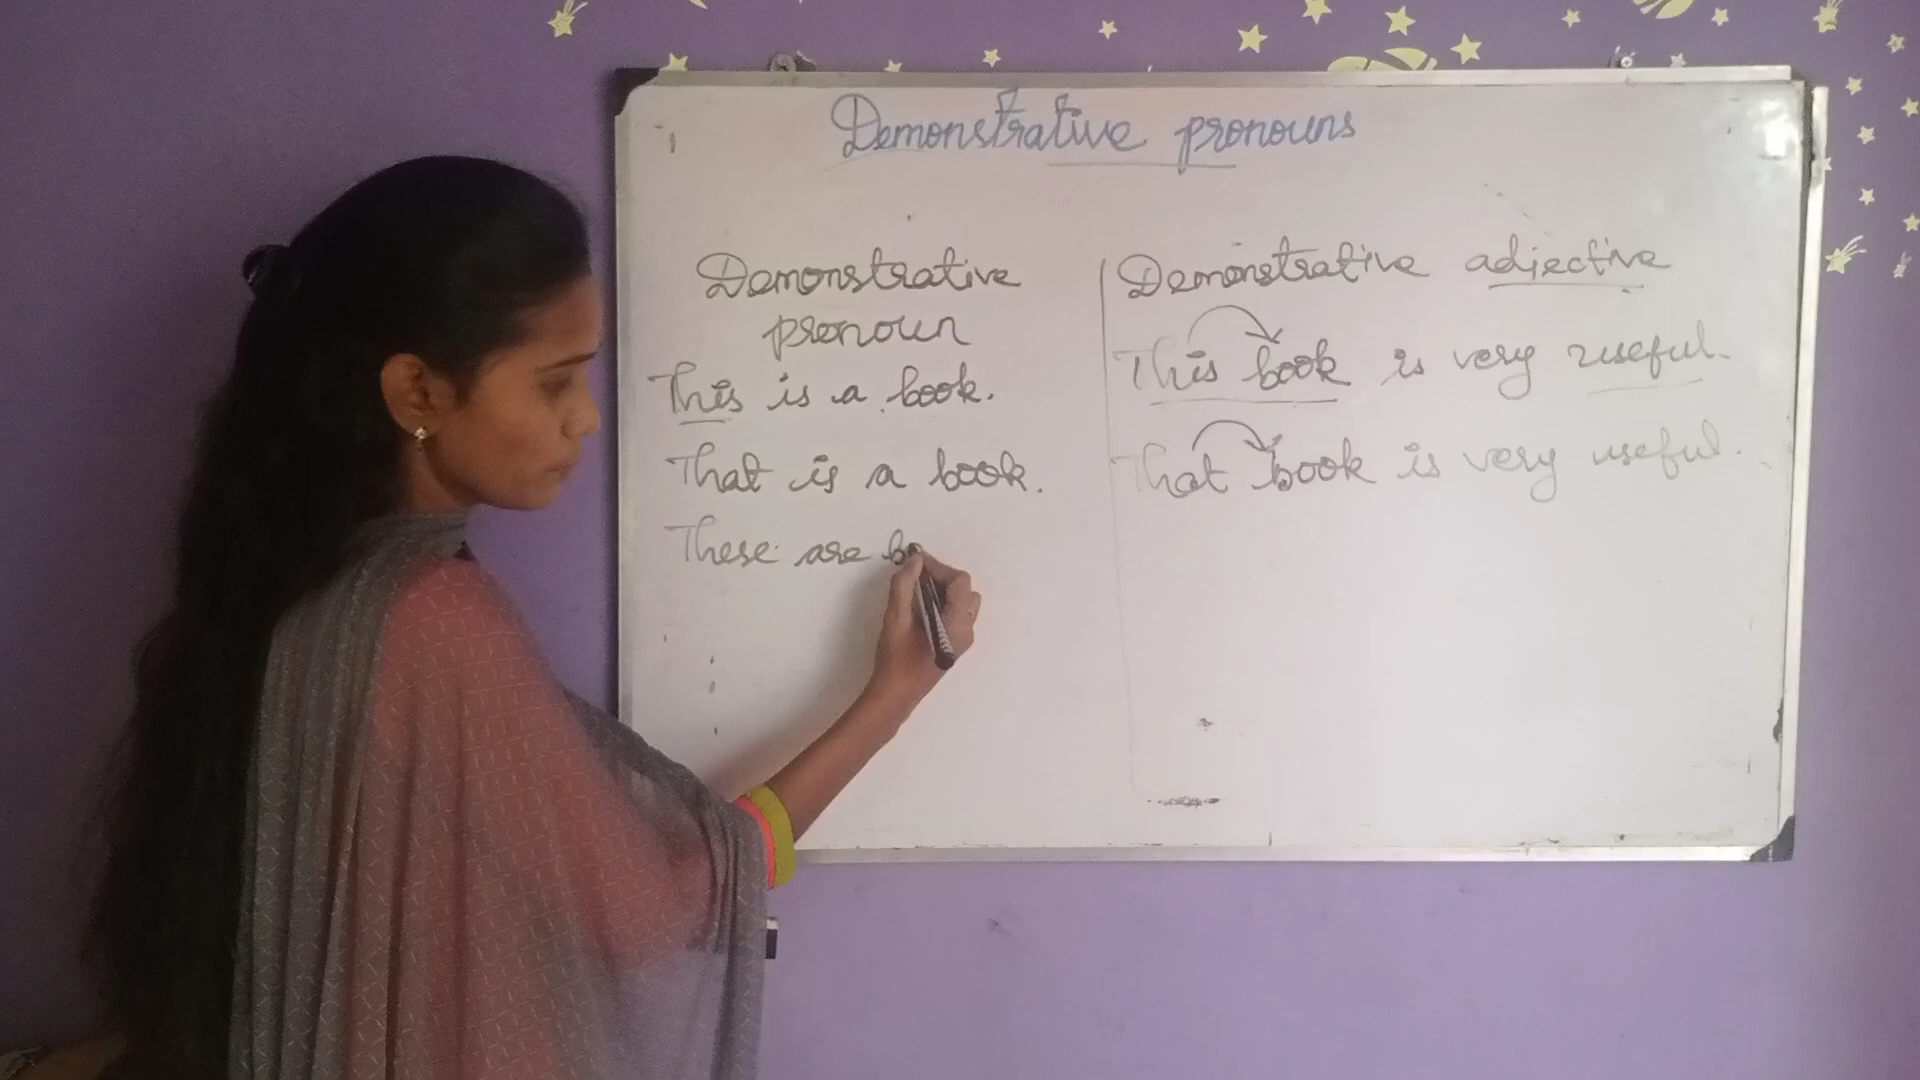 Demonstrative pronouns
Demonstrative
pronoun
This is a book.
That is a book.
These are bo
Demonstrative adjective
This book is very useful.
That book is very useful.